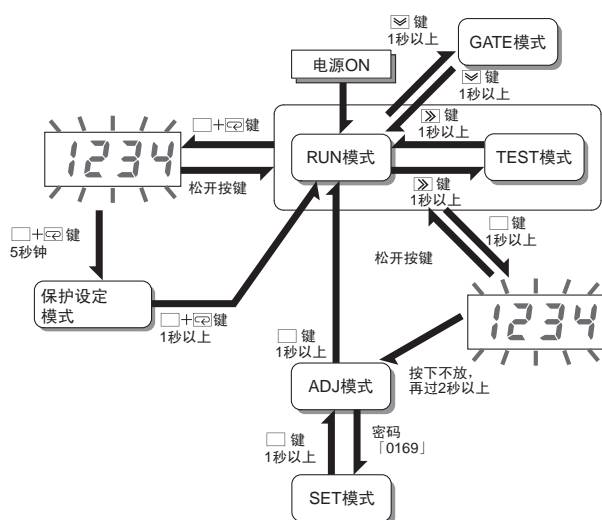 键
1秒以上
GATE模式
电源ON
键
1秒以上
+键
键
1秒以上
1234
RUN模式
TEST模式
松开按键
键
1秒以上
+键
5秒钟
键
1秒以上
松开按键
保护设定
模式
+键
1秒以上
1234
键
1秒以上
按下不放，
再过2秒以上
ADJ模式
密码
「0169」
键
1秒以上
SET模式